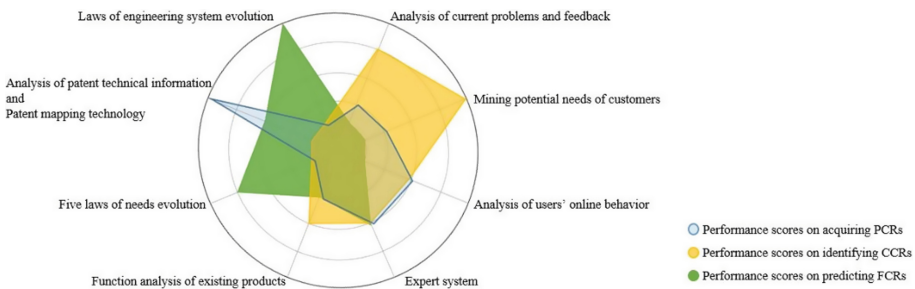 Laws of engineering system evolution
Analysis of current problems and feedback
Analysis of patent technical information
and
Patent mapping technology
Mining potential needs of customers
Five laws of needs evolution
Analysis of users’ online behavior
Function analysis of existing products
Expert system
Performance scores on acquiring PCRs
Performance scores on identifying CCRs
Performance scores on predicting FCRs